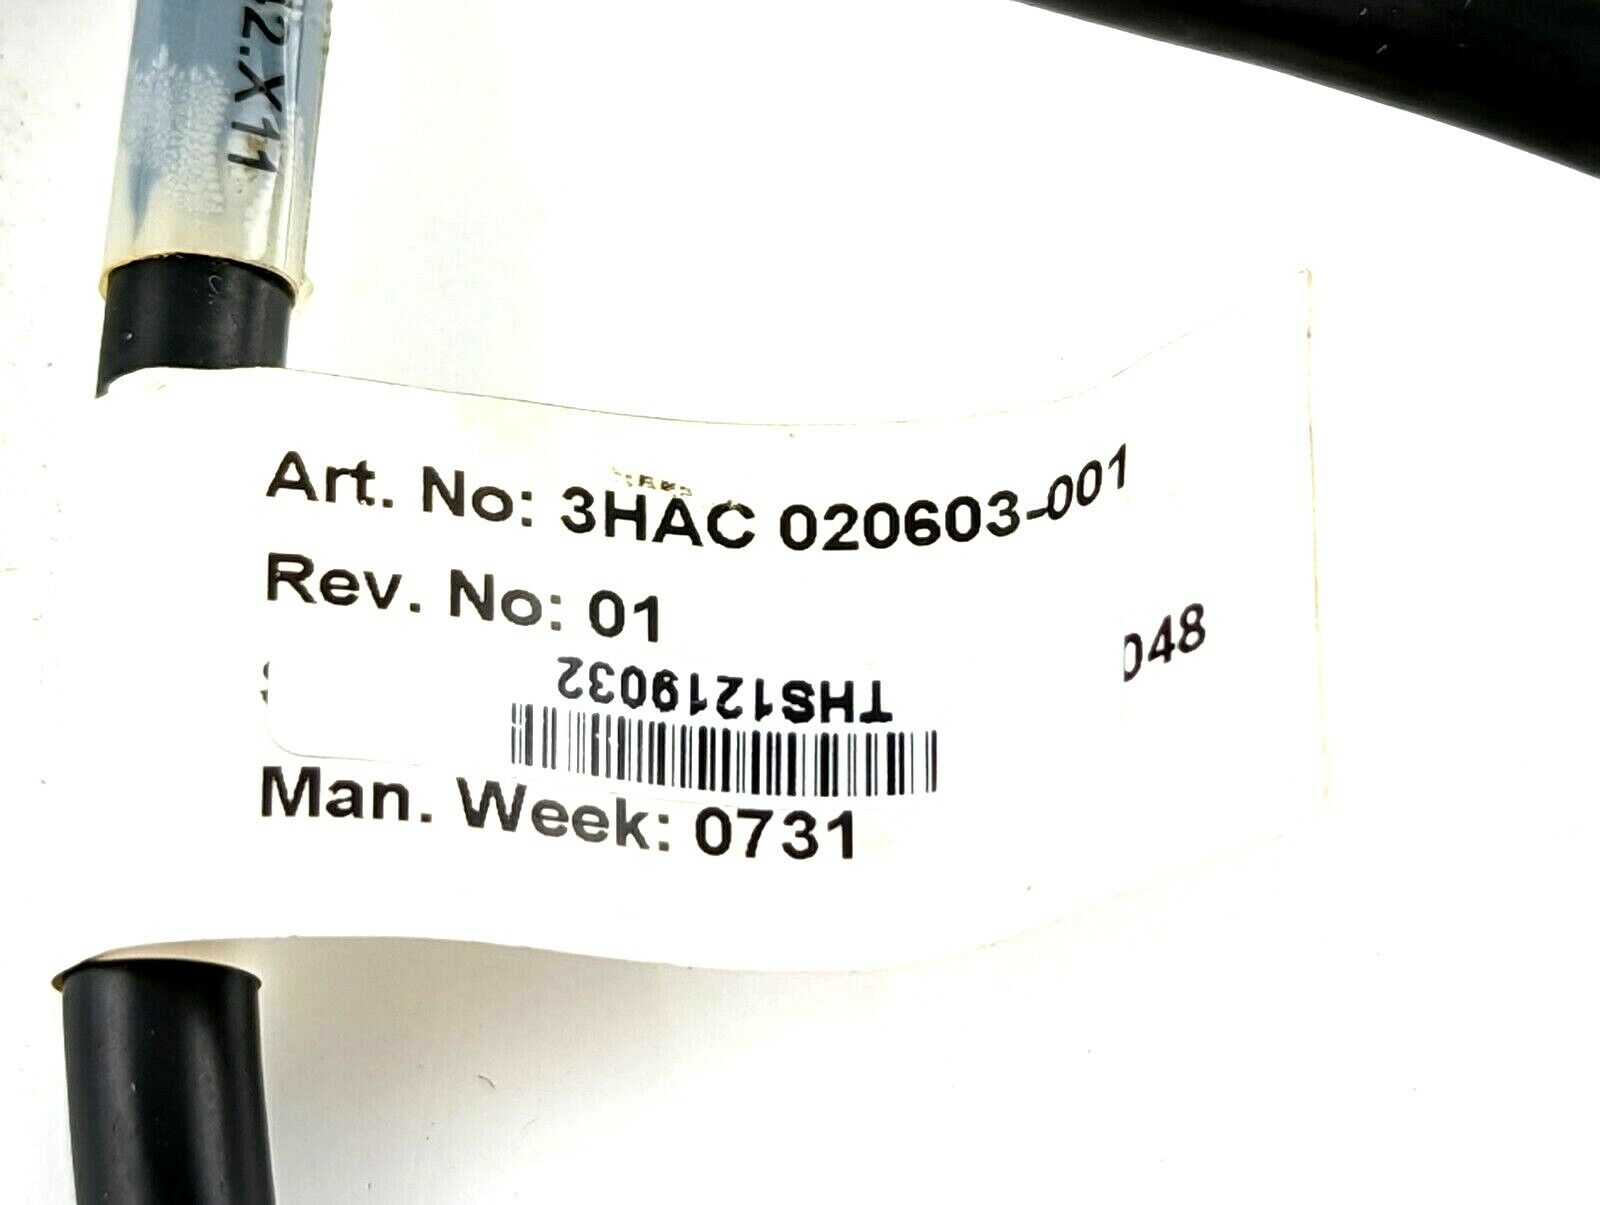 2.X11
Art. No: 3HAC 020603-001
Rev. No: 01
048
THS1219032
Man. Week: 0731